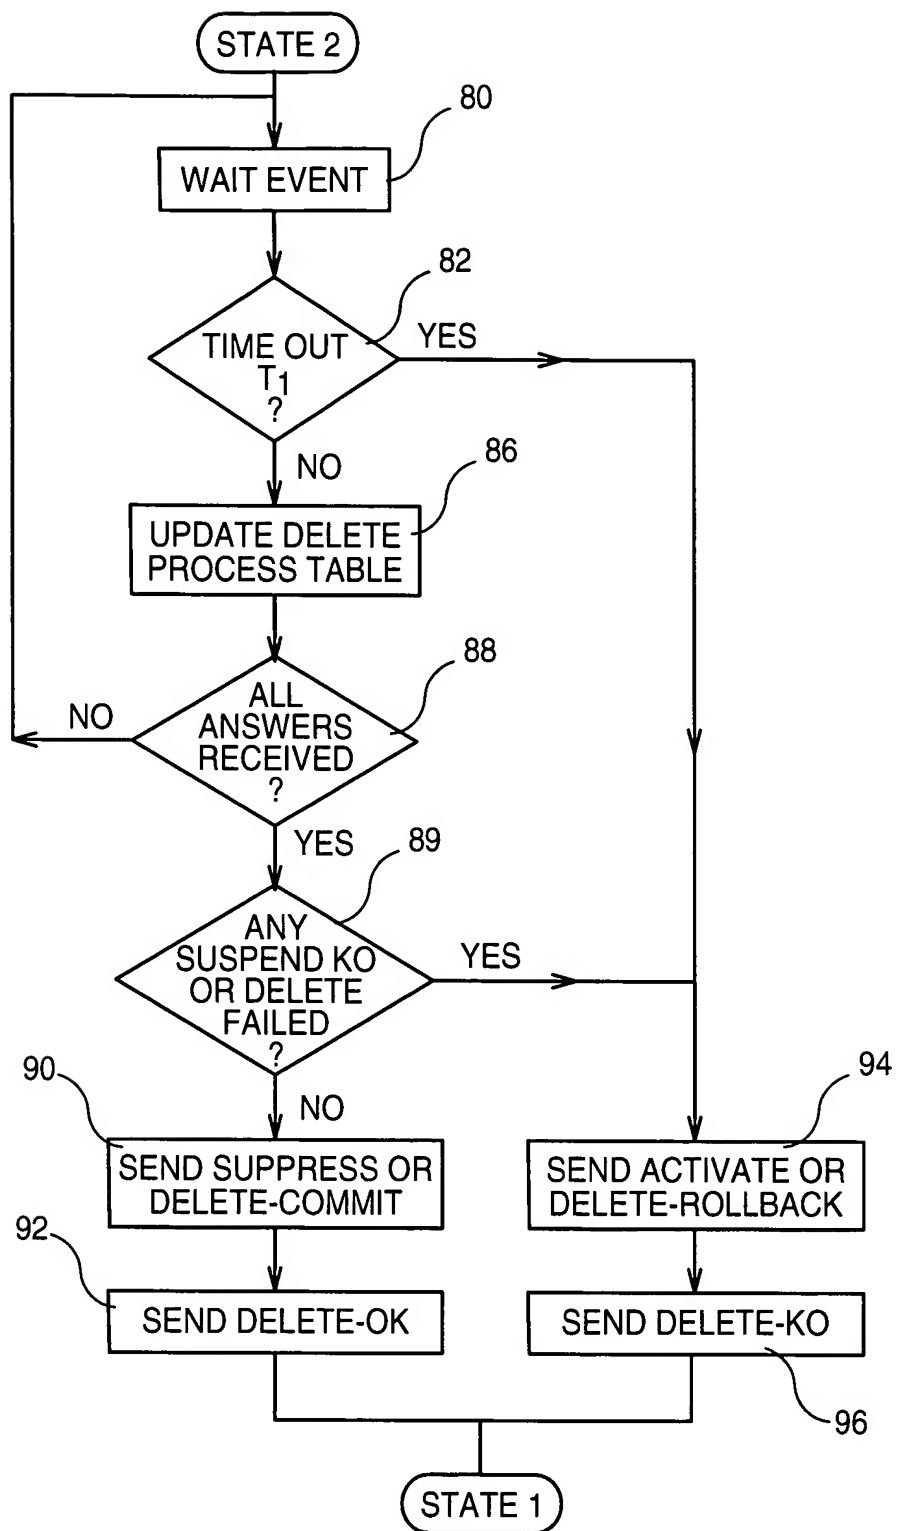 STATE 2
80
WAIT EVENT
82
TIME OUT
T1
?
YES
NO
86
UPDATE DELETE
PROCESS TABLE
88
ALL
ANSWERS
RECEIVED
?
NO
YES
89
ANY
SUSPEND KO
OR DELETE
FAILED
?
YES
NO
90
SEND SUPPRESS OR
DELETE-COMMIT
94
SEND ACTIVATE OR
DELETE-ROLLBACK
92
SEND DELETE-OK
SEND DELETE-KO
96
STATE 1